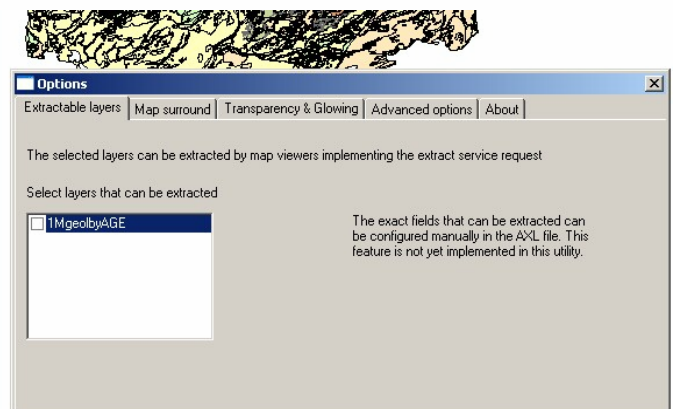 Options
Extractable layers
Map surround
Transparency & Glowing
Advanced options
About
The selected layers can be extracted by map viewers implementing the extract service request
Select layers that can be extracted
1MgeolbyAGE
The exact fields that can be extracted can
be configured manually in the AXL file. This
feature is not yet implemented in this utility.